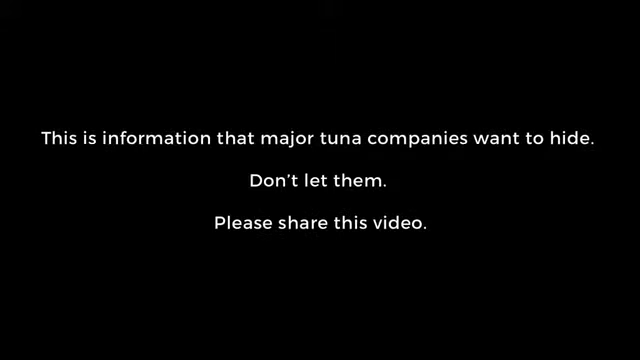 This is information that major tuna companies want to hide.
Don’t let them.
Please share this video.